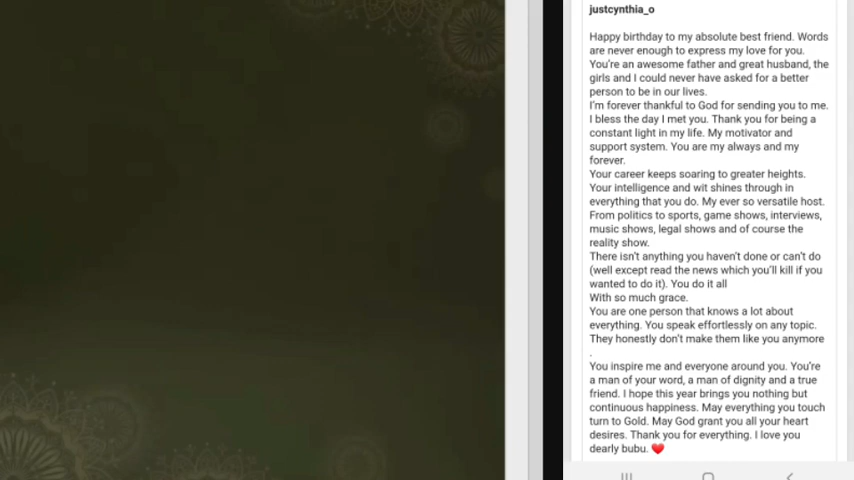 justcynthia_o
Happy birthday to my absolute best friend. Words
are never enough to express my love for you.
You're an awesome father and great husband, the
girls and I could never have asked for a better
person to be in our lives.
I'm forever thankful to God for sending you to me.
I bless the day I met you. Thank you for being a
constant light in my life. My motivator and
support system. You are my always and my
forever.
Your career keeps soaring to greater heights.
Your intelligence and wit shines through in
everything that you do. My ever so versatile host.
From politics to sports, game shows, interviews,
music shows, legal shows and of course the
reality show.
There isn't anything you haven't done or can't do
(well except read the news which you'll kill if you
wanted to do it). You do it all
With so much grace.
You are one person that knows a lot about
everything. You speak effortlessly on any topic.
They honestly don't make them like you anymore
.
You inspire me and everyone around you. You're
a man of your word, a man of dignity and a true
friend. I hope this year brings you nothing but
continuous happiness. May everything you touch
turn to Gold. May God grant you all your heart
desires. Thank you for everything. I love you
dearly bubu. ❤️